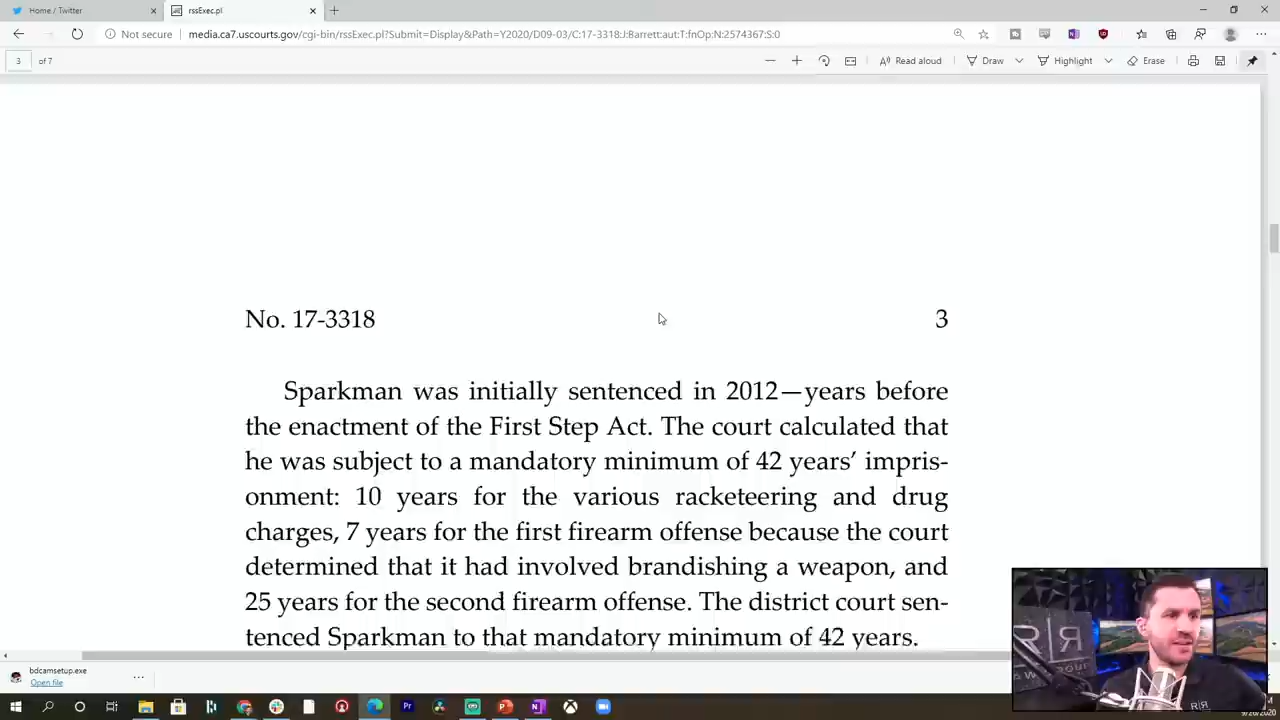 Home / Twitter
rssExec.pl
Not secure
media.ca7.uscourts.gov/cgi-bin/rssExec.pl?Submit=Display&Path=Y2020/D09-03/C:17-3318:J:Barrett:aut:T:fnOp:N:2574367:S:0
3 of 7
Read aloud
Draw
Highlight
Erase
No. 17-3318 3
Sparkman was initially sentenced in 2012—years before
the enactment of the First Step Act. The court calculated that
he was subject to a mandatory minimum of 42 years’ impris-
onment: 10 years for the various racketeering and drug
charges, 7 years for the first firearm offense because the court
determined that it had involved brandishing a weapon, and
25 years for the second firearm offense. The district court sen-
tenced Sparkman to that mandatory minimum of 42 years.
bdcamsetup.exe
Open file
R|R